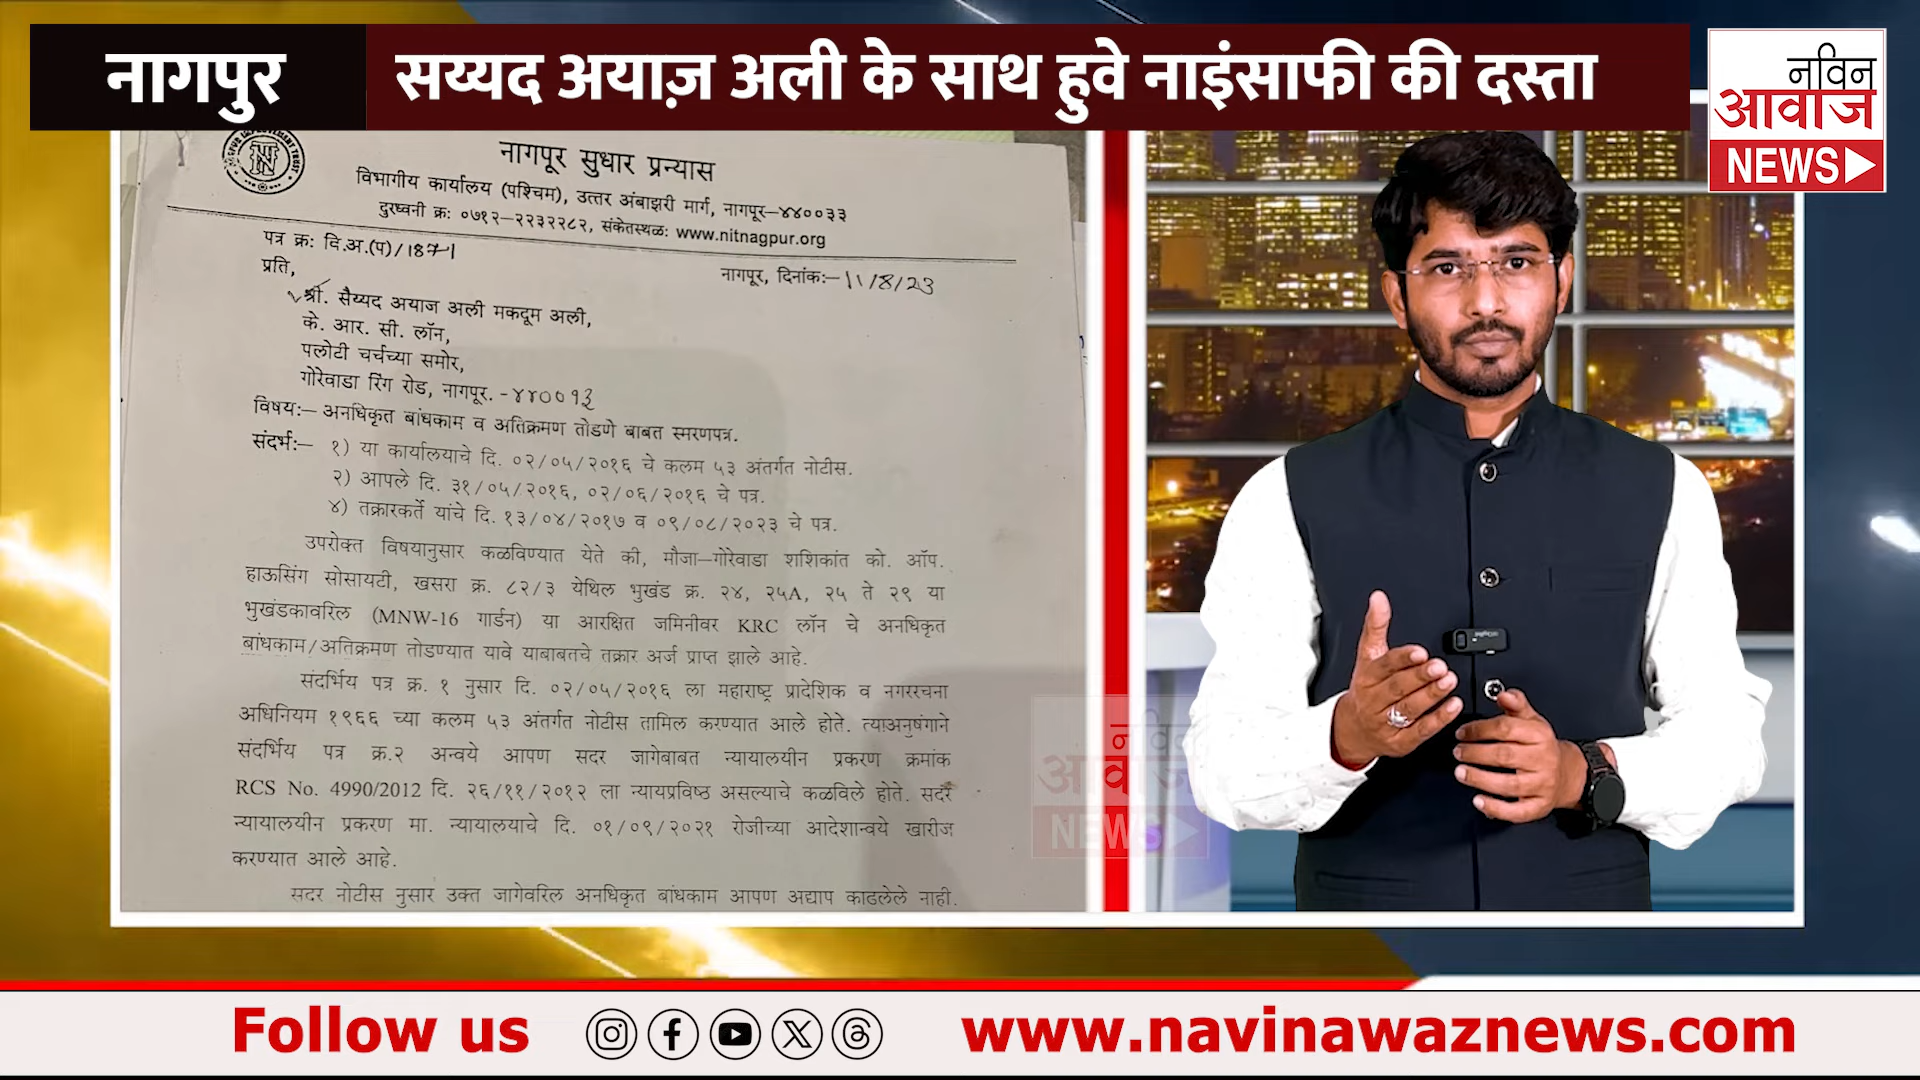 नागपुर
सय्यद अयाज़ अली के साथ हुवे नाइंसाफी की दस्ता
नविन
आवाज
NEWS
नागपूर सुधार प्रन्यास
विभागीय कार्यालय (पश्चिम), उत्तर अंबाझरी मार्ग, नागपूर–४४००३३
दुरध्वनी क्रः ०७१२–२२३२२८२, संकेतस्थळः www.nitnagpur.org
पत्र क्रः वि.अ.(प)/1871
नागपूर, दिनांकः–11/8/23
प्रति,
श्री. सैय्यद अयाज अली मकदूम अली,
के. आर. सी. लॉन,
पलोटी चर्चच्या समोर,
गोरेवाडा रिंग रोड, नागपूर. -४४००१३
विषयः– अनधिकृत बांधकाम व अतिक्रमण तोडणे बाबत स्मरणपत्र.
संदर्भः– १) या कार्यालयाचे दि. ०२/०५/२०१६ चे कलम ५३ अंतर्गत नोटीस.
२) आपले दि. ३१/०५/२०१६, ०२/०६/२०१६ चे पत्र.
४) तक्रारकर्ते यांचे दि. १३/०४/२०१७ व ०९/०८/२०२३ चे पत्र.
उपरोक्त विषयानुसार कळविण्यात येते की, मौजा–गोरेवाडा शशिकांत को. ऑप.
हाऊसिंग सोसायटी, खसरा क्र. ८२/३ येथिल भुखंड क्र. २४, २५A, २५ ते २९ या
भुखंडकावरिल (MNW-16 गार्डन) या आरक्षित जमिनीवर KRC लॉन चे अनधिकृत
बांधकाम/अतिक्रमण तोडण्यात यावे याबाबतचे तक्रार अर्ज प्राप्त झाले आहे.
संदर्भिय पत्र क्र. १ नुसार दि. ०२/०५/२०१६ ला महाराष्ट्र प्रादेशिक व नगररचना
अधिनियम १९६६ च्या कलम ५३ अंतर्गत नोटीस तामिल करण्यात आले होते. त्याअनुषंगाने
संदर्भिय पत्र क्र.२ अन्वये आपण सदर जागेबाबत न्यायालयीन प्रकरण क्रमांक
RCS No. 4990/2012 दि. २६/११/२०१२ ला न्यायप्रविष्ठ असल्याचे कळविले होते. सदर
न्यायालयीन प्रकरण मा. न्यायालयाचे दि. ०१/०९/२०२१ रोजीच्या आदेशान्वये खारीज
करण्यात आले आहे.
सदर नोटीस नुसार उक्त जागेवरिल अनधिकृत बांधकाम आपण अद्याप काढलेले नाही.
नविन
आवाज
NEWS
Follow us
www.navinawaznews.com